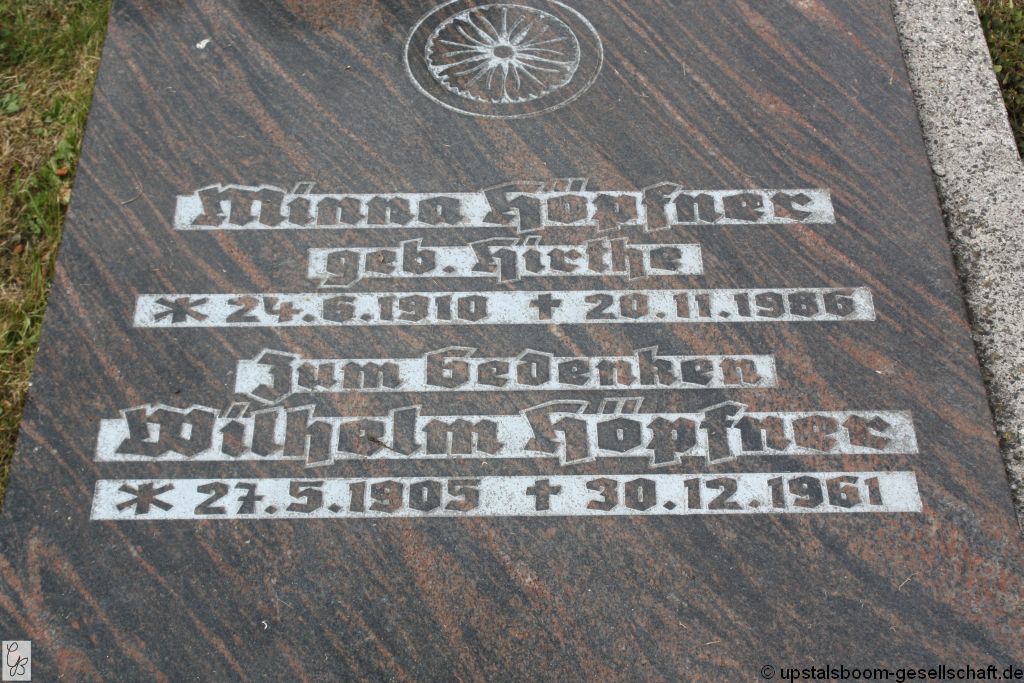 Minna Höpfner
geb. Hirthe
* 24.6.1910 † 20.11.1986
Zum Gedenken
Wilhelm Höpfner
* 27.5.1905 † 30.12.1961
GB
© upstalsboom-gesellschaft.de